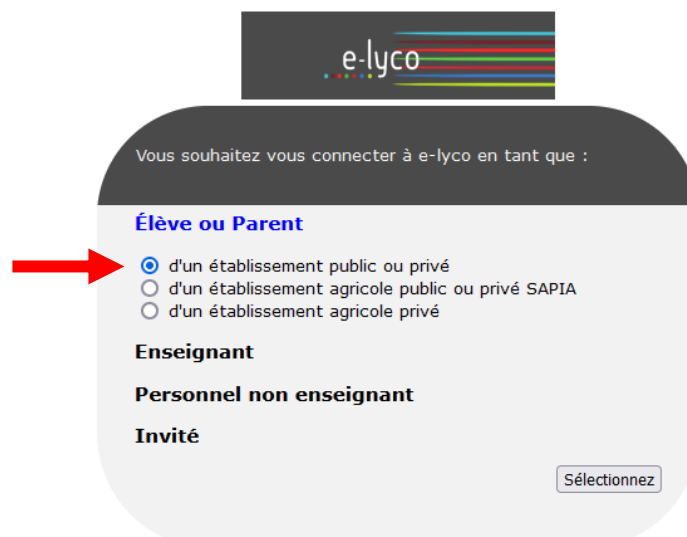 e-lyco
Vous souhaitez vous connecter à e-lyco en tant que :
Élève ou Parent
d'un établissement public ou privé
d'un établissement agricole public ou privé SAPIA
d'un établissement agricole privé
Enseignant
Personnel non enseignant
Invité
Sélectionnez